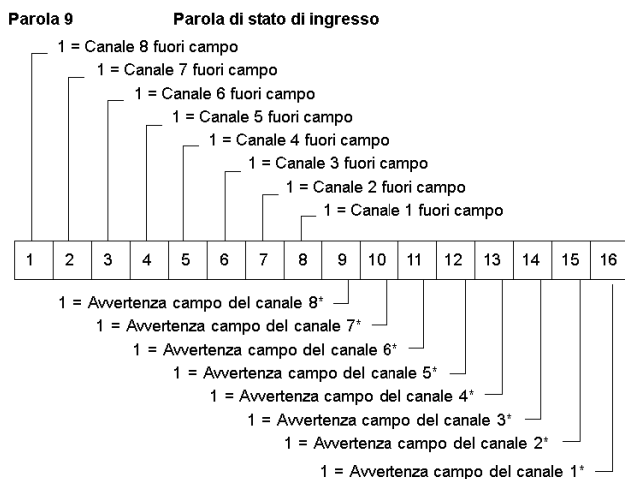 Parola 9 Parola di stato di ingresso
1 = Canale 8 fuori campo
1 = Canale 7 fuori campo
1 = Canale 6 fuori campo
1 = Canale 5 fuori campo
1 = Canale 4 fuori campo
1 = Canale 3 fuori campo
1 = Canale 2 fuori campo
1 = Canale 1 fuori campo
1 2 3 4 5 6 7 8 9 10 11 12 13 14 15 16
1 = Avvertenza campo del canale 8*
1 = Avvertenza campo del canale 7*
1 = Avvertenza campo del canale 6*
1 = Avvertenza campo del canale 5*
1 = Avvertenza campo del canale 4*
1 = Avvertenza campo del canale 3*
1 = Avvertenza campo del canale 2*
1 = Avvertenza campo del canale 1*